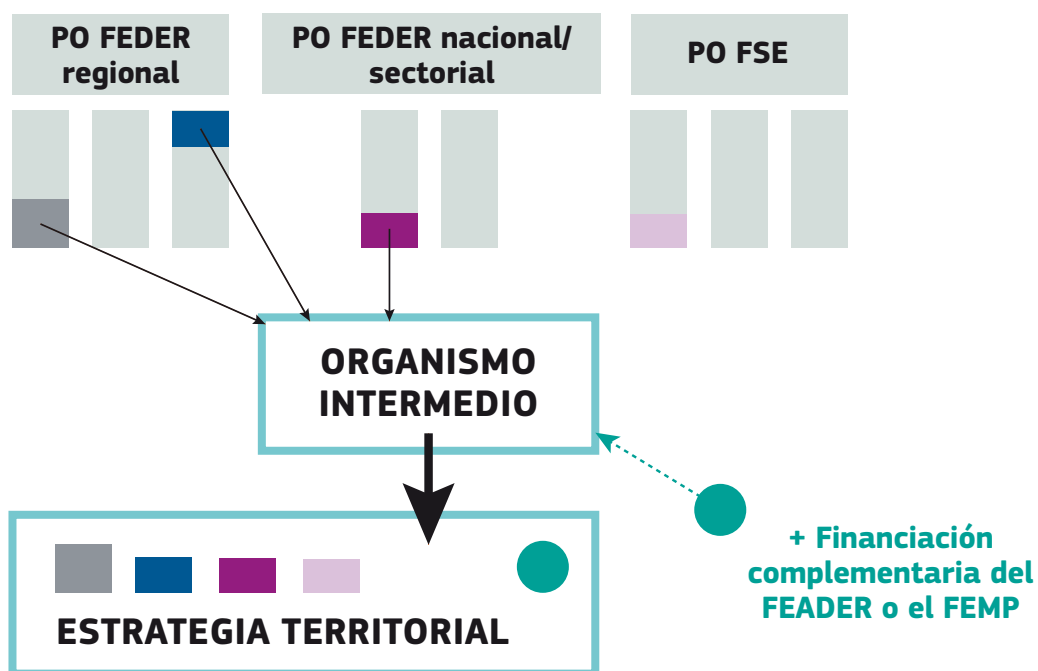 PO FEDER
regional
PO FEDER nacional/
sectorial
PO FSE
ORGANISMO
INTERMEDIO
+ Financiación
complementaria del
FEADER o el FEMP
ESTRATEGIA TERRITORIAL